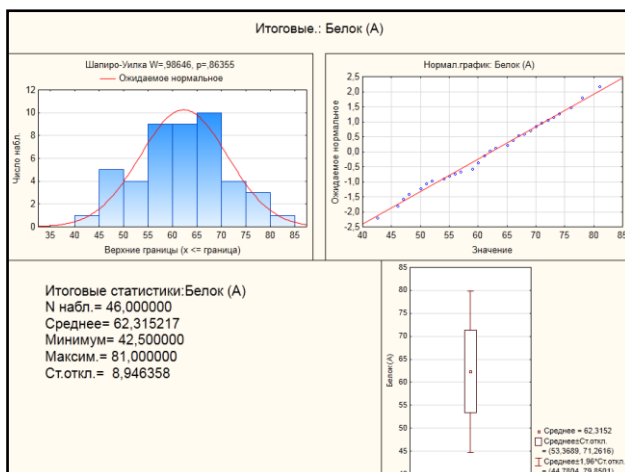 Итоговые.: Белок (А)
Шапиро-Уилка W=,98646, p=,86355
Ожидаемое нормальное
12
10
8
6
4
2
0
Число набл.
35 40 45 50 55 60 65 70 75 80 85
Верхние границы (x <= граница)
Нормал.график: Белок (А)
2,5
2,0
1,5
1,0
0,5
0,0
-0,5
-1,0
-1,5
-2,0
-2,5
Ожидаемое нормальное
40 45 50 55 60 65 70 75 80 85
Значение
Итоговые статистики:Белок (А)
N набл.= 46,000000
Среднее= 62,315217
Минимум= 42,500000
Максим.= 81,000000
Ст.откл.= 8,946358
85
80
75
70
65
60
55
50
45
40
Белок(А)
Среднее = 62,3152
Среднее±Ст.откл.
= (53,3689, 71,2616)
Среднее±1,96*Ст.откл.
= (44,7804, 79,8501)